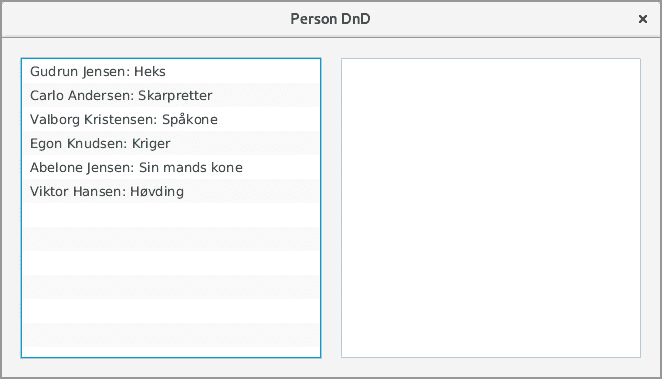 Person DnD
Gudrun Jensen: Heks
Carlo Andersen: Skarpretter
Valborg Kristensen: Spåkone
Egon Knudsen: Kriger
Abelone Jensen: Sin mands kone
Viktor Hansen: Høvding